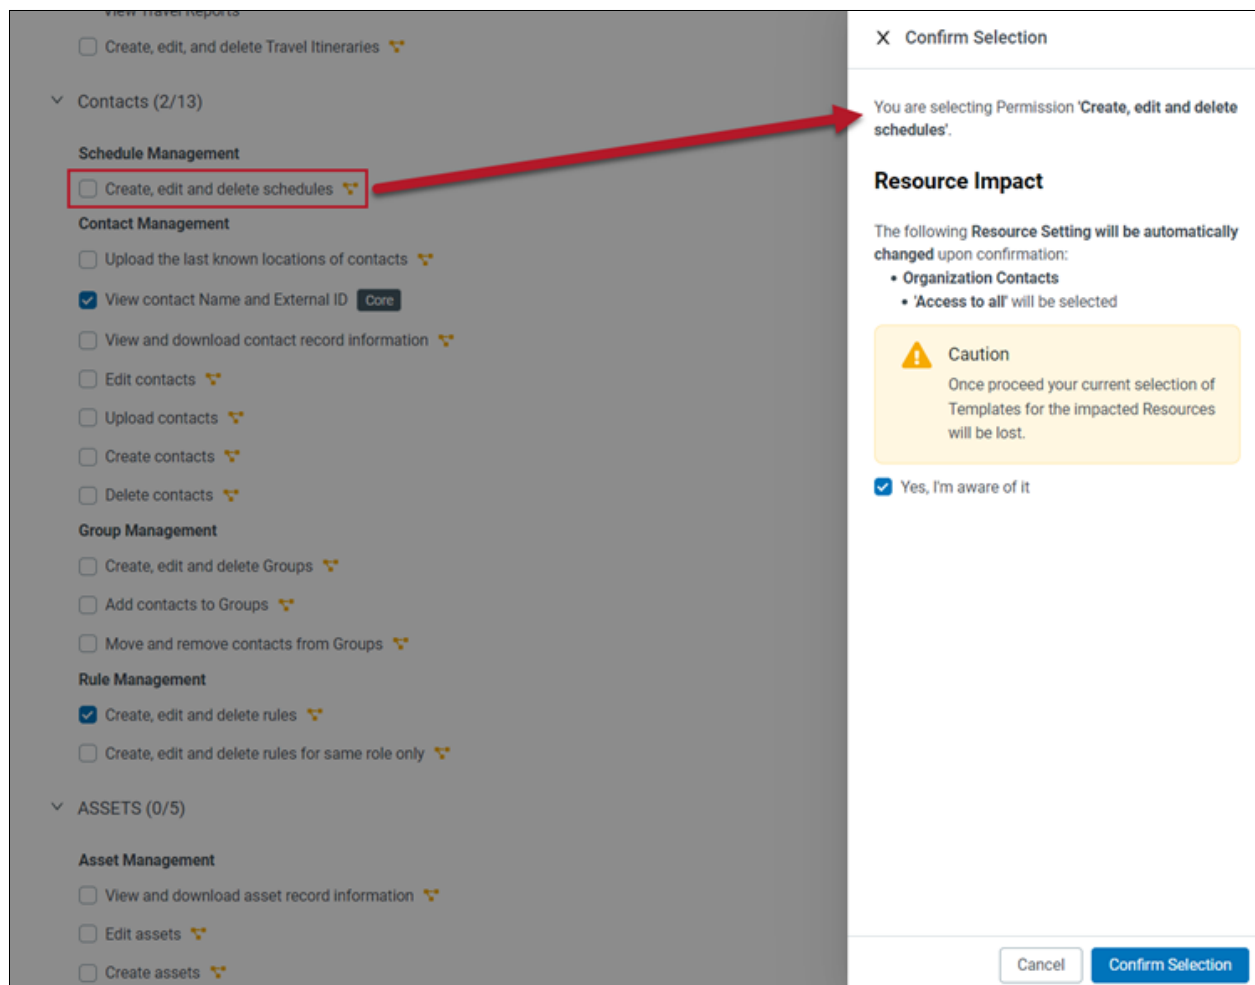 View Travel Reports
Create, edit, and delete Travel Itineraries
Contacts (2/13)
Schedule Management
Create, edit and delete schedules
Contact Management
Upload the last known locations of contacts
View contact Name and External ID Core
View and download contact record information
Edit contacts
Upload contacts
Create contacts
Delete contacts
Group Management
Create, edit and delete Groups
Add contacts to Groups
Move and remove contacts from Groups
Rule Management
Create, edit and delete rules
Create, edit and delete rules for same role only
ASSETS (0/5)
Asset Management
View and download asset record information
Edit assets
Create assets
Confirm Selection
You are selecting Permission 'Create, edit and delete
schedules'.
Resource Impact
The following Resource Setting will be automatically
changed upon confirmation:
• Organization Contacts
• 'Access to all' will be selected
Caution
Once proceed your current selection of
Templates for the impacted Resources
will be lost.
Yes, I'm aware of it
Cancel
Confirm Selection